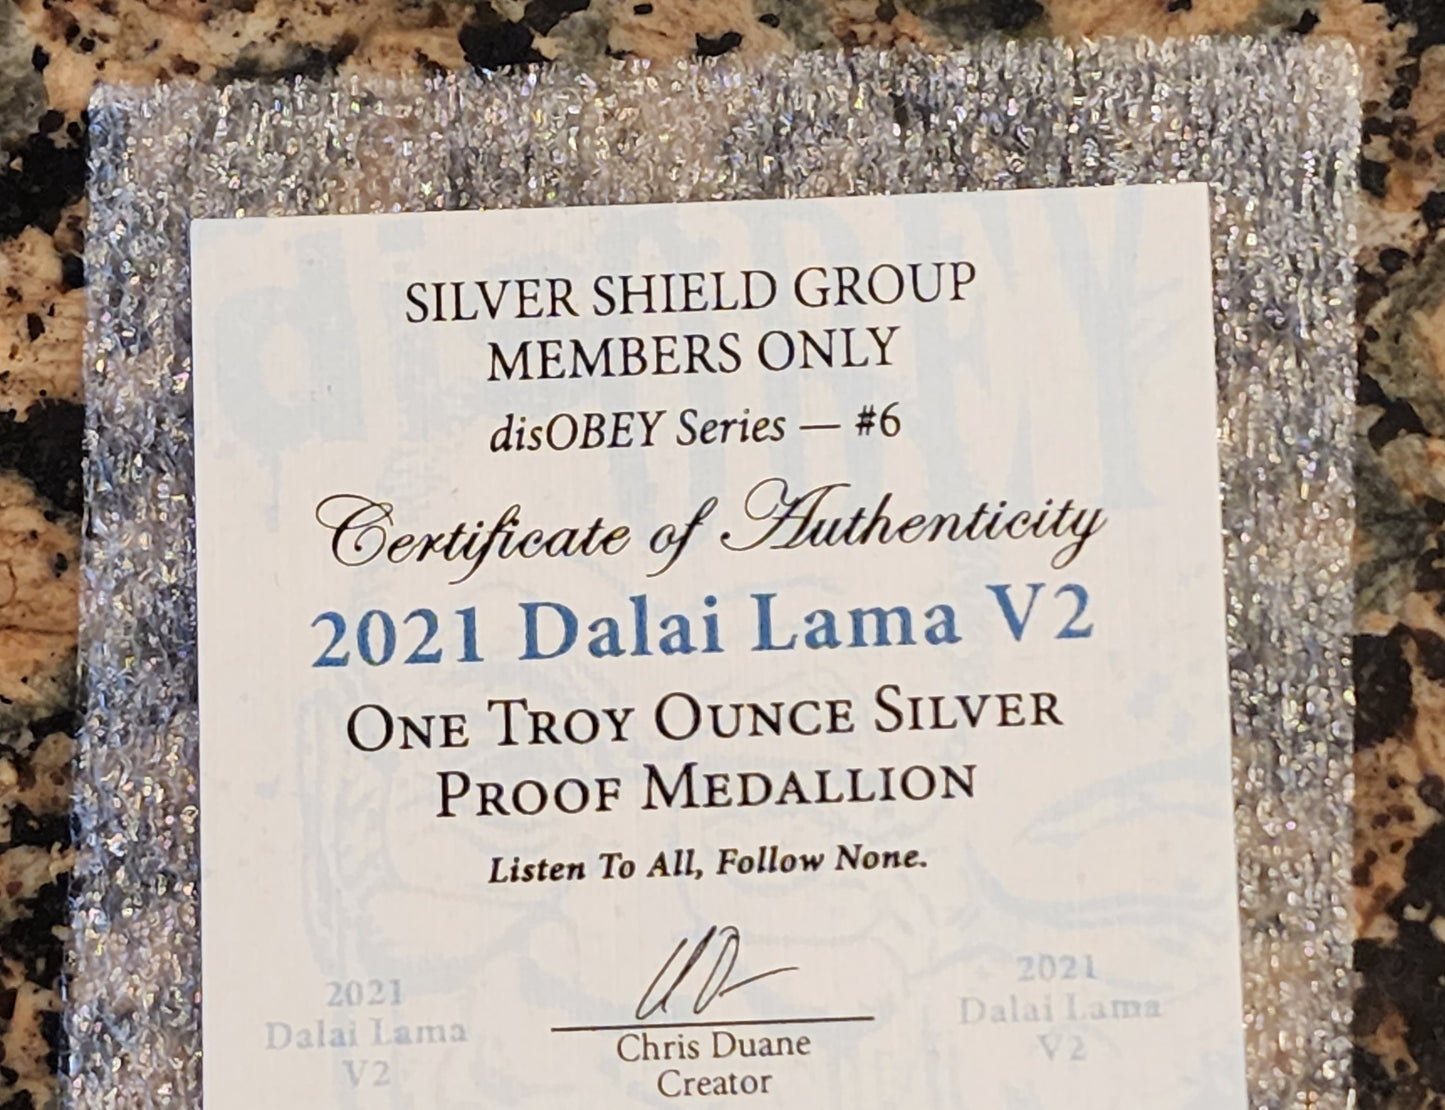 disOBEY
SILVER SHIELD GROUP
MEMBERS ONLY
disOBEY Series — #6
Certificate of Authenticity
2021 Dalai Lama V2
ONE TROY OUNCE SILVER
PROOF MEDALLION
Listen To All, Follow None.
2021
Dalai Lama
V2
Chris Duane
Creator
2021
Dalai Lama
V2